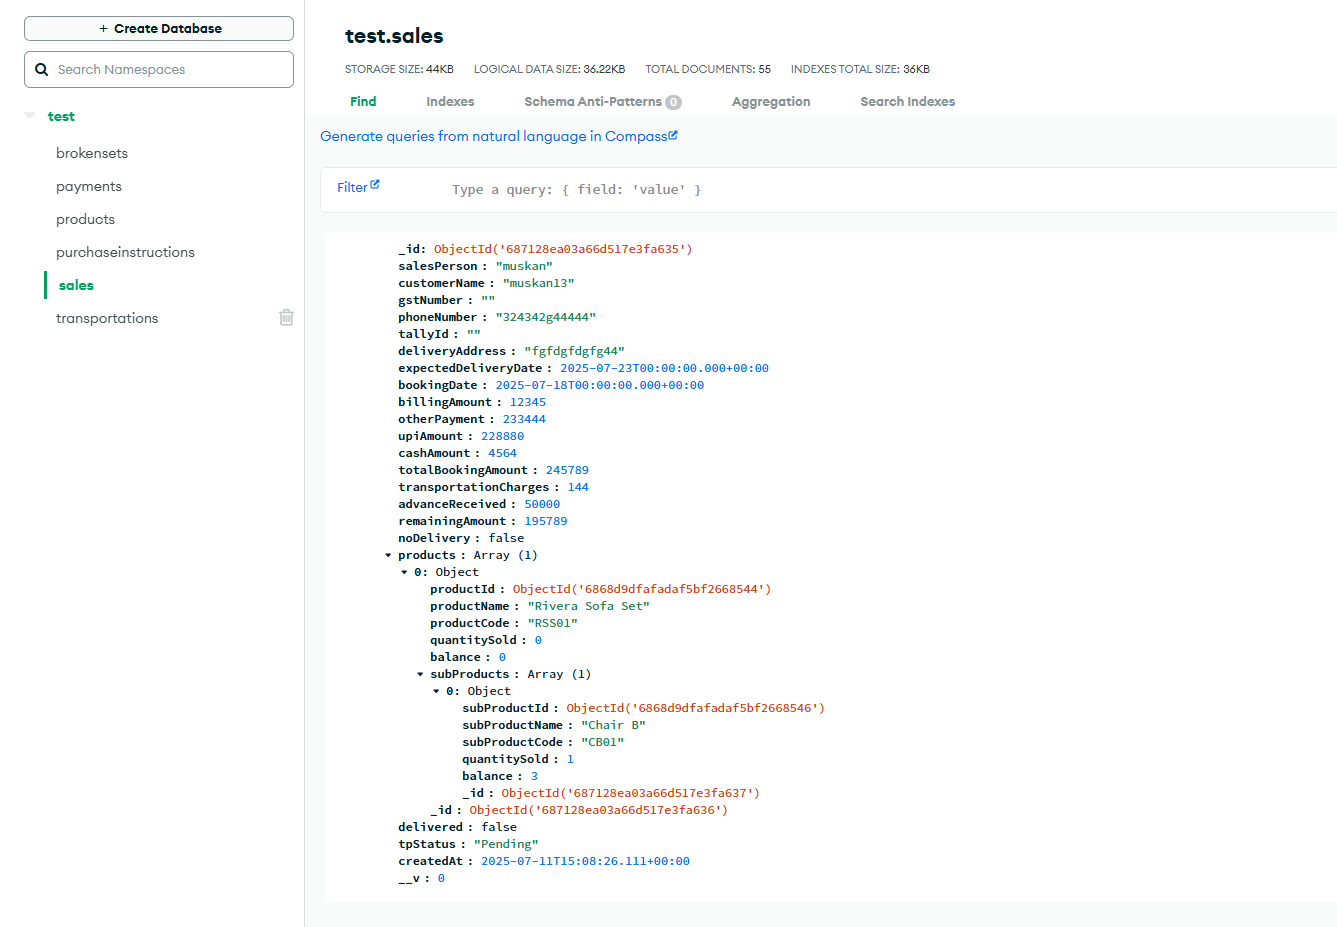 + Create Database
Search Namespaces
test
brokensets
payments
products
purchaseinstructions
sales
transportations
test.sales
STORAGE SIZE: 44KB LOGICAL DATA SIZE: 36.22KB TOTAL DOCUMENTS: 55 INDEXES TOTAL SIZE: 36KB
Find Indexes Schema Anti-Patterns 0 Aggregation Search Indexes
Generate queries from natural language in Compass
Filter Type a query: { field: 'value' }
_id: ObjectId('687128ea03a66d517e3fa635')
salesPerson : "muskan"
customerName : "muskan13"
gstNumber : ""
phoneNumber : "324342g44444"
tallyId : ""
deliveryAddress : "fgfdgfdgfg44"
expectedDeliveryDate : 2025-07-23T00:00:00.000+00:00
bookingDate : 2025-07-18T00:00:00.000+00:00
billingAmount : 12345
otherPayment : 233444
upiAmount : 228880
cashAmount : 4564
totalBookingAmount : 245789
transportationCharges : 144
advanceReceived : 50000
remainingAmount : 195789
noDelivery : false
products : Array (1)
0: Object
productId : ObjectId('6868d9dfafadaf5bf2668544')
productName : "Rivera Sofa Set"
productCode : "RSS01"
quantitySold : 0
balance : 0
subProducts : Array (1)
0: Object
subProductId : ObjectId('6868d9dfafadaf5bf2668546')
subProductName : "Chair B"
subProductCode : "CB01"
quantitySold : 1
balance : 3
_id : ObjectId('687128ea03a66d517e3fa637')
_id : ObjectId('687128ea03a66d517e3fa636')
delivered : false
tpStatus : "Pending"
createdAt : 2025-07-11T15:08:26.111+00:00
__v : 0